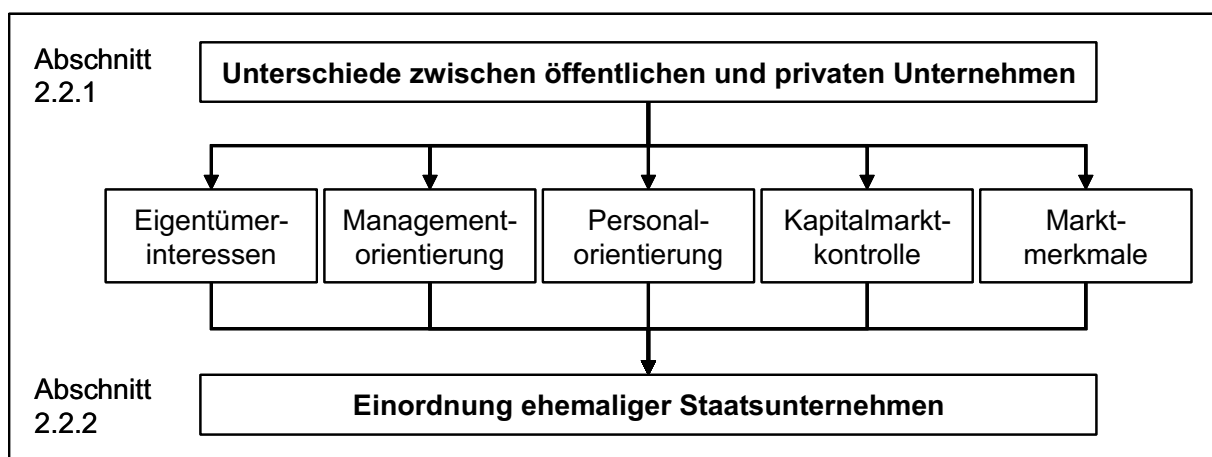 Abschnitt
2.2.1
Unterschiede zwischen öffentlichen und privaten Unternehmen
Eigentümer-
interessen
Management-
orientierung
Personal-
orientierung
Kapitalmarkt-
kontrolle
Markt-
merkmale
Abschnitt
2.2.2
Einordnung ehemaliger Staatsunternehmen